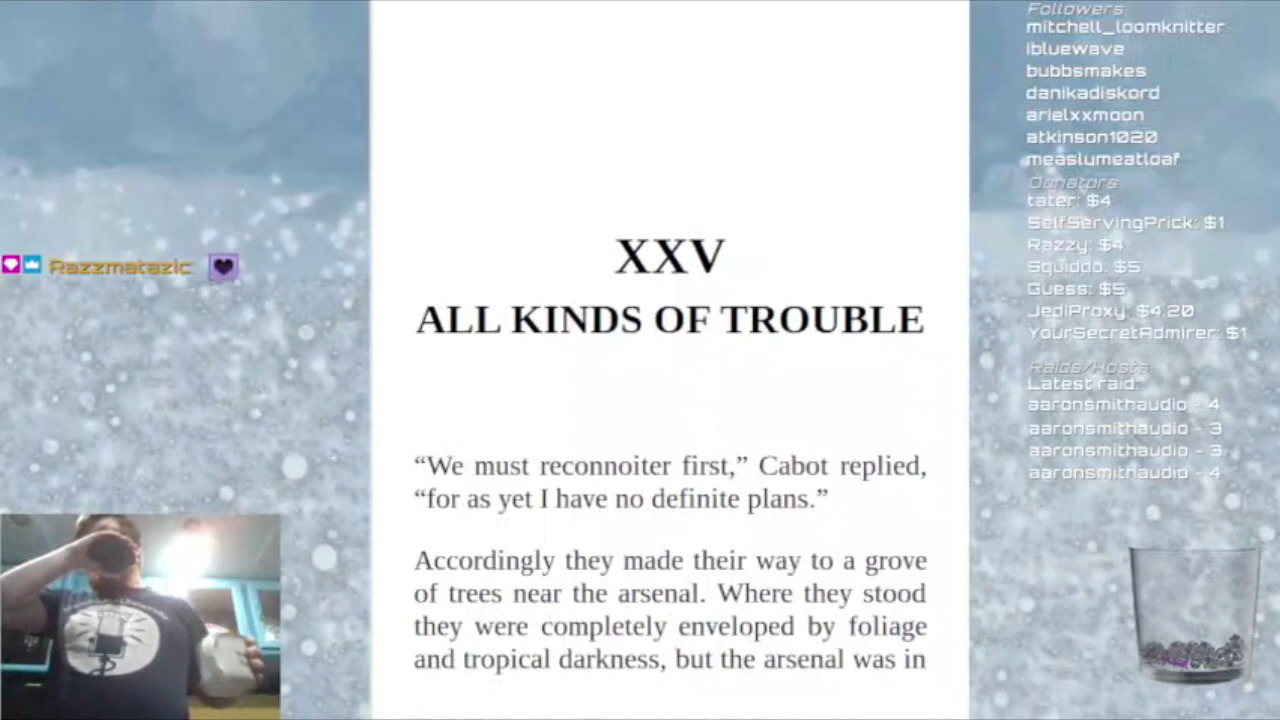 Razzmatazic
XXV
ALL KINDS OF TROUBLE
“We must reconnoiter first,” Cabot replied,
“for as yet I have no definite plans.”
Accordingly they made their way to a grove
of trees near the arsenal. Where they stood
they were completely enveloped by foliage
and tropical darkness, but the arsenal was in
Followers
mitchell_loomknitter
ibluewave
bubbsmakes
danikadiskord
arielxxmoon
atkinson1020
measlumeatloaf
Donators
tater: $4
SelfServingPrick: $1
Razzy: $4
Squiddo: $5
Guess: $5
JediProxy: $4.20
YourSecretAdmirer: $1
Raids/Hosts
Latest raid:
aaronsmithaudio - 4
aaronsmithaudio - 3
aaronsmithaudio - 3
aaronsmithaudio - 4